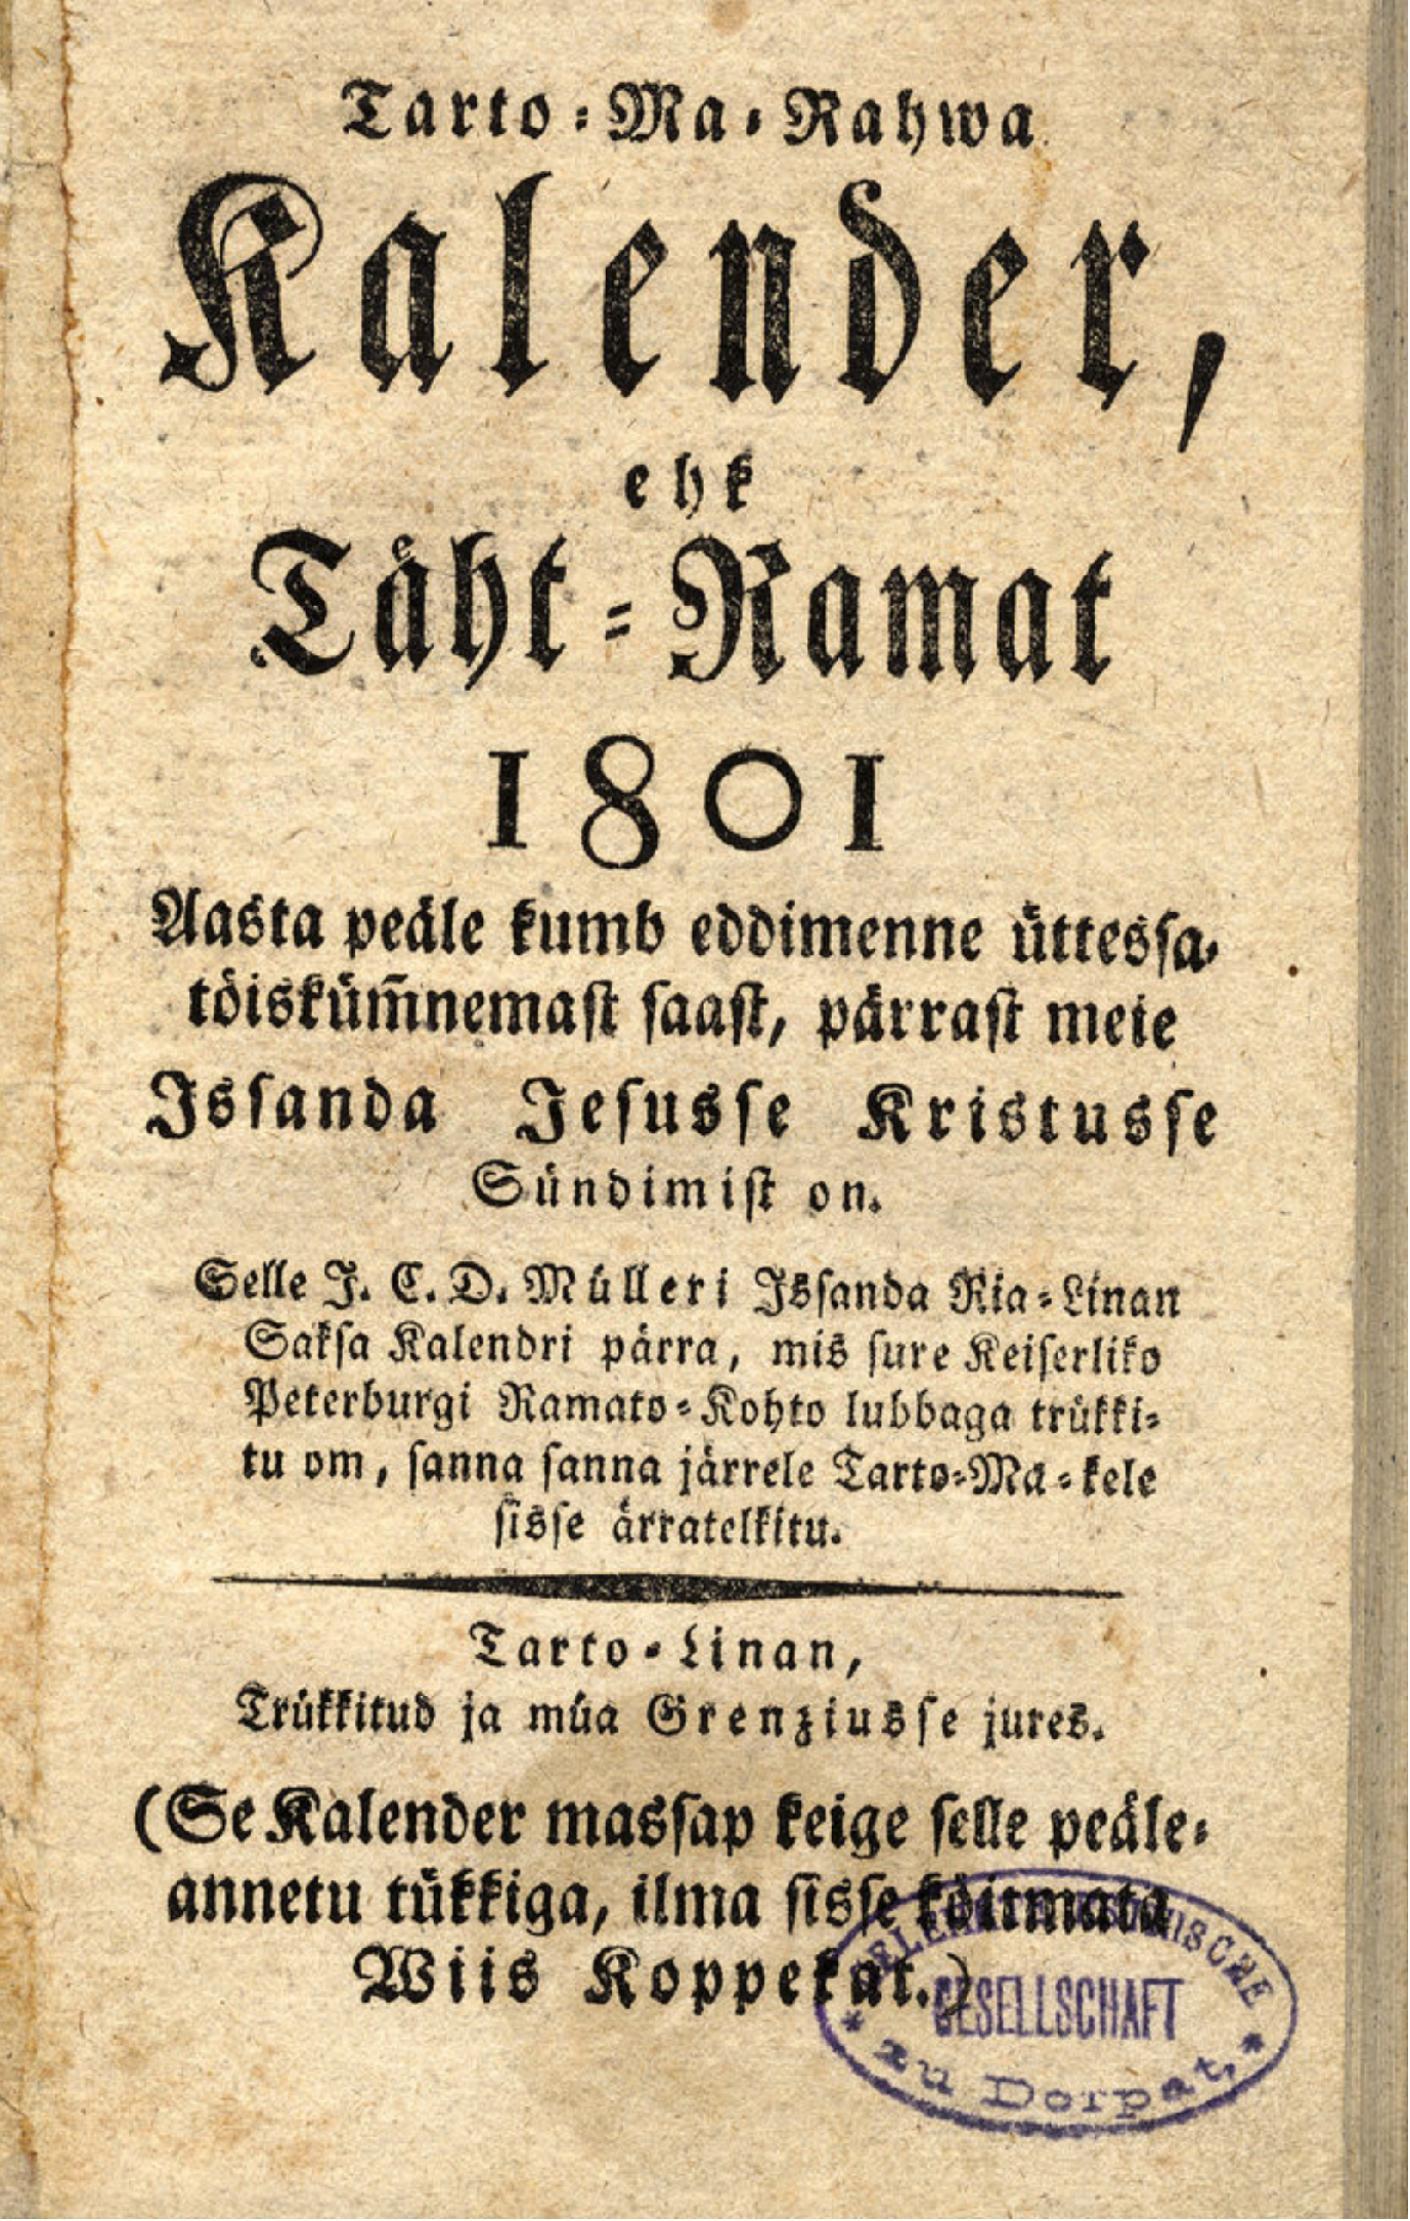 Tarto-Ma-Rahwa
Kalender,
ehk
Täht-Ramat
1801
Aasta peäle kumb eddimenne üttessa-
töiskümnemast saast, pärrast meie
Issanda Jesusse Kristusse
Sündimist on.
Selle J. C. D. Mülleri Issanda Ria-Linan
Saksa Kalendri pärra, mis sure Keiserliko
Peterburgi Ramato-Kohto lubbaga trükki-
tu om, sanna sanna järrele Tarto-Ma-kele
sisse ärratelkitu.
Tarto-Linan,
Trükkitud ja müa Grenziusse jures.
(Se Kalender massap keige selle peäle-
annetu tükkiga, ilma sisse köitmata
Wiis Koppekat.)
GESELLSCHAFT
* zu Dorpat. *